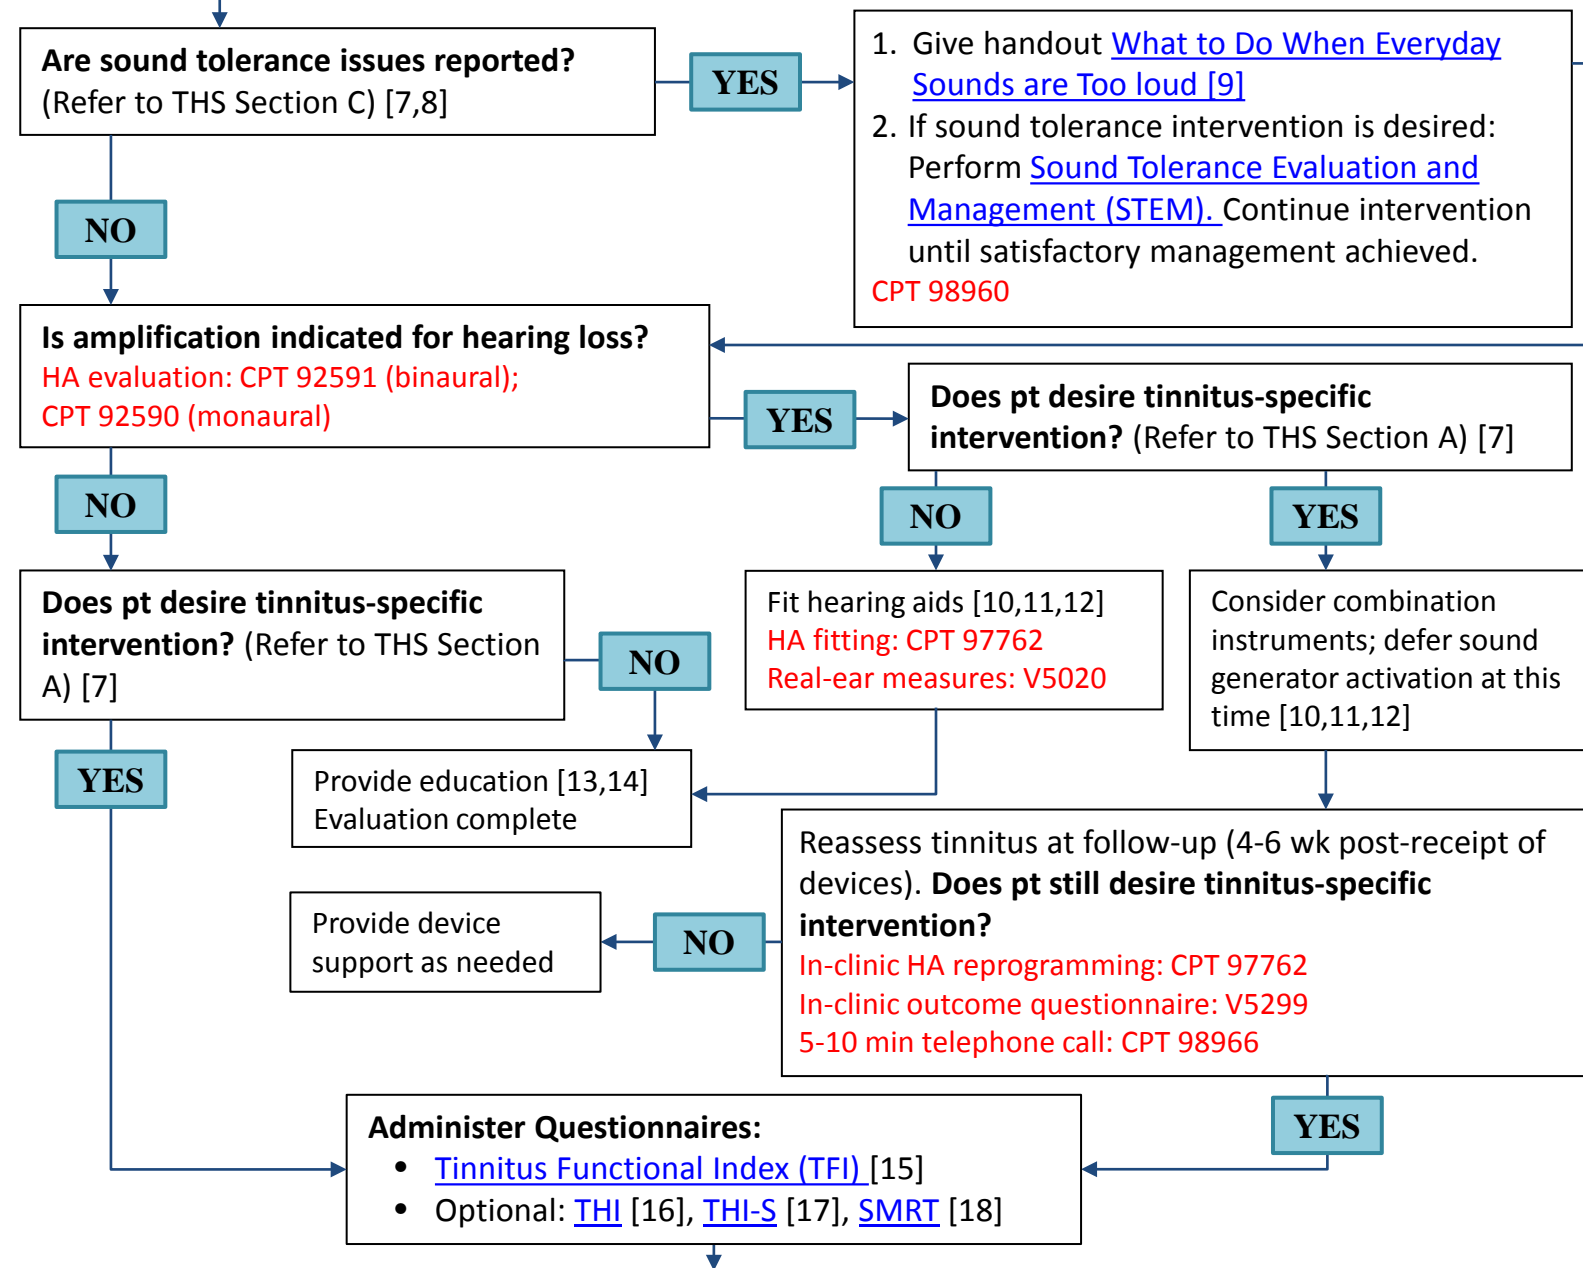 Are sound tolerance issues reported?
(Refer to THS Section C) [7,8]
YES
1. Give handout What to Do When Everyday
Sounds are Too loud [9]
2. If sound tolerance intervention is desired:
Perform Sound Tolerance Evaluation and
Management (STEM). Continue intervention
until satisfactory management achieved.
CPT 98960
NO
Is amplification indicated for hearing loss?
HA evaluation: CPT 92591 (binaural);
CPT 92590 (monaural)
YES
Does pt desire tinnitus-specific
intervention? (Refer to THS Section A) [7]
NO
NO
YES
Does pt desire tinnitus-specific
intervention? (Refer to THS Section
A) [7]
NO
Fit hearing aids [10,11,12]
HA fitting: CPT 97762
Real-ear measures: V5020
Consider combination
instruments; defer sound
generator activation at this
time [10,11,12]
YES
Provide education [13,14]
Evaluation complete
Reassess tinnitus at follow-up (4-6 wk post-receipt of
devices). Does pt still desire tinnitus-specific
intervention?
In-clinic HA reprogramming: CPT 97762
In-clinic outcome questionnaire: V5299
5-10 min telephone call: CPT 98966
NO
Provide device
support as needed
YES
Administer Questionnaires:
• Tinnitus Functional Index (TFI) [15]
• Optional: THI [16], THI-S [17], SMRT [18]